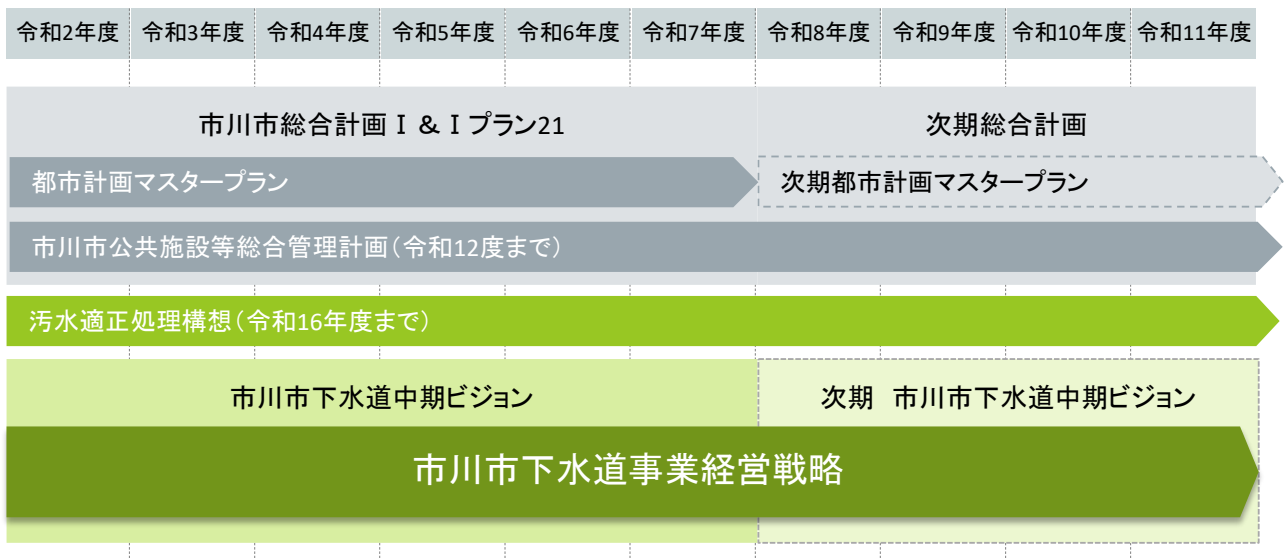 令和2年度 令和3年度 令和4年度 令和5年度 令和6年度 令和7年度 令和8年度 令和9年度 令和10年度 令和11年度
市川市総合計画 I & I プラン21 次期総合計画
都市計画マスタープラン 次期都市計画マスタープラン
市川市公共施設等総合管理計画（令和12度まで）
汚水適正処理構想（令和16年度まで）
市川市下水道中期ビジョン 次期 市川市下水道中期ビジョン
市川市下水道事業経営戦略